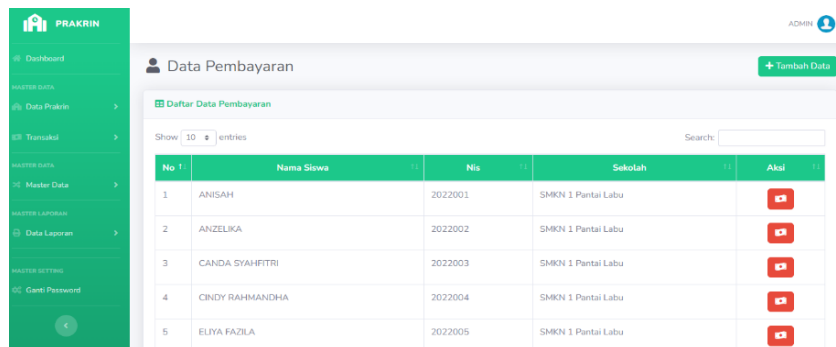 PRAKRIN
ADMIN
Dashboard
MASTER DATA
Data Prakrin
Transaksi
MASTER DATA
Master Data
MASTER LAPORAN
Data Laporan
MASTER SETTING
Ganti Password
Data Pembayaran
+ Tambah Data
Daftar Data Pembayaran
Show 10 entries Search:
No Nama Siswa Nis Sekolah Aksi
1 ANISAH 2022001 SMKN 1 Pantai Labu
2 ANZELIKA 2022002 SMKN 1 Pantai Labu
3 CANDA SYAHFITRI 2022003 SMKN 1 Pantai Labu
4 CINDY RAHMANDHA 2022004 SMKN 1 Pantai Labu
5 ELIYA FAZILA 2022005 SMKN 1 Pantai Labu